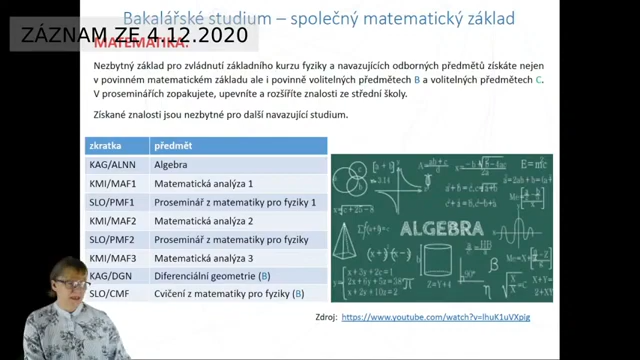 Bakalářské studium – společný matematický základ
ZÁZNAM ZE 4.12.2020
MATEMATIKA:
Nezbytný základ pro zvládnutí základního kurzu fyziky a navazujících odborných předmětů získáte nejen
v povinném matematickém základu ale i povinně volitelných předmětech B a volitelných předmětech C.
V proseminářích zopakujete, upevníte a rozšíříte znalosti ze střední školy.
Získané znalosti jsou nezbytné pro další navazující studium.
zkratka předmět
KAG/ALNN Algebra
KMI/MAF1 Matematická analýza 1
SLO/PMF1 Proseminář z matematiky pro fyziky 1
KMI/MAF2 Matematická analýza 2
SLO/PMF2 Proseminář z matematiky pro fyziky
KMI/MAF3 Matematická analýza 3
KAG/DGN Diferenciální geometrie (B)
SLO/CMF Cvičení z matematiky pro fyziky (B)
E=mc²
ALGEBRA
Z=Y+4
90°
β
Zdroj: https://www.youtube.com/watch?v=IhuK1uVXpig